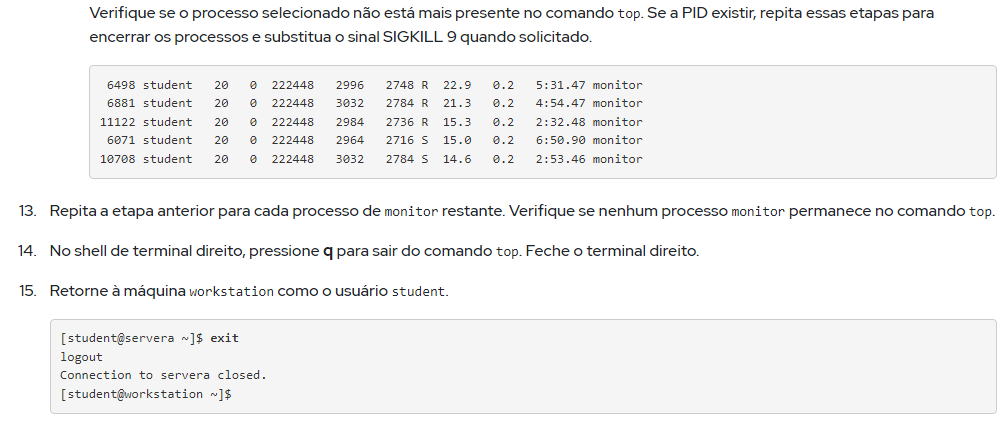 Verifique se o processo selecionado não está mais presente no comando top. Se a PID existir, repita essas etapas para
encerrar os processos e substitua o sinal SIGKILL 9 quando solicitado.
6498 student 20 0 222448 2996 2748 R 22.9 0.2 5:31.47 monitor
6881 student 20 0 222448 3032 2784 R 21.3 0.2 4:54.47 monitor
11122 student 20 0 222448 2984 2736 R 15.3 0.2 2:32.48 monitor
6071 student 20 0 222448 2964 2716 S 15.0 0.2 6:50.90 monitor
10708 student 20 0 222448 3032 2784 S 14.6 0.2 2:53.46 monitor
13. Repita a etapa anterior para cada processo de monitor restante. Verifique se nenhum processo monitor permanece no comando top.
14. No shell de terminal direito, pressione q para sair do comando top. Feche o terminal direito.
15. Retorne à máquina workstation como o usuário student.
[student@servera ~]$ exit
logout
Connection to servera closed.
[student@workstation ~]$